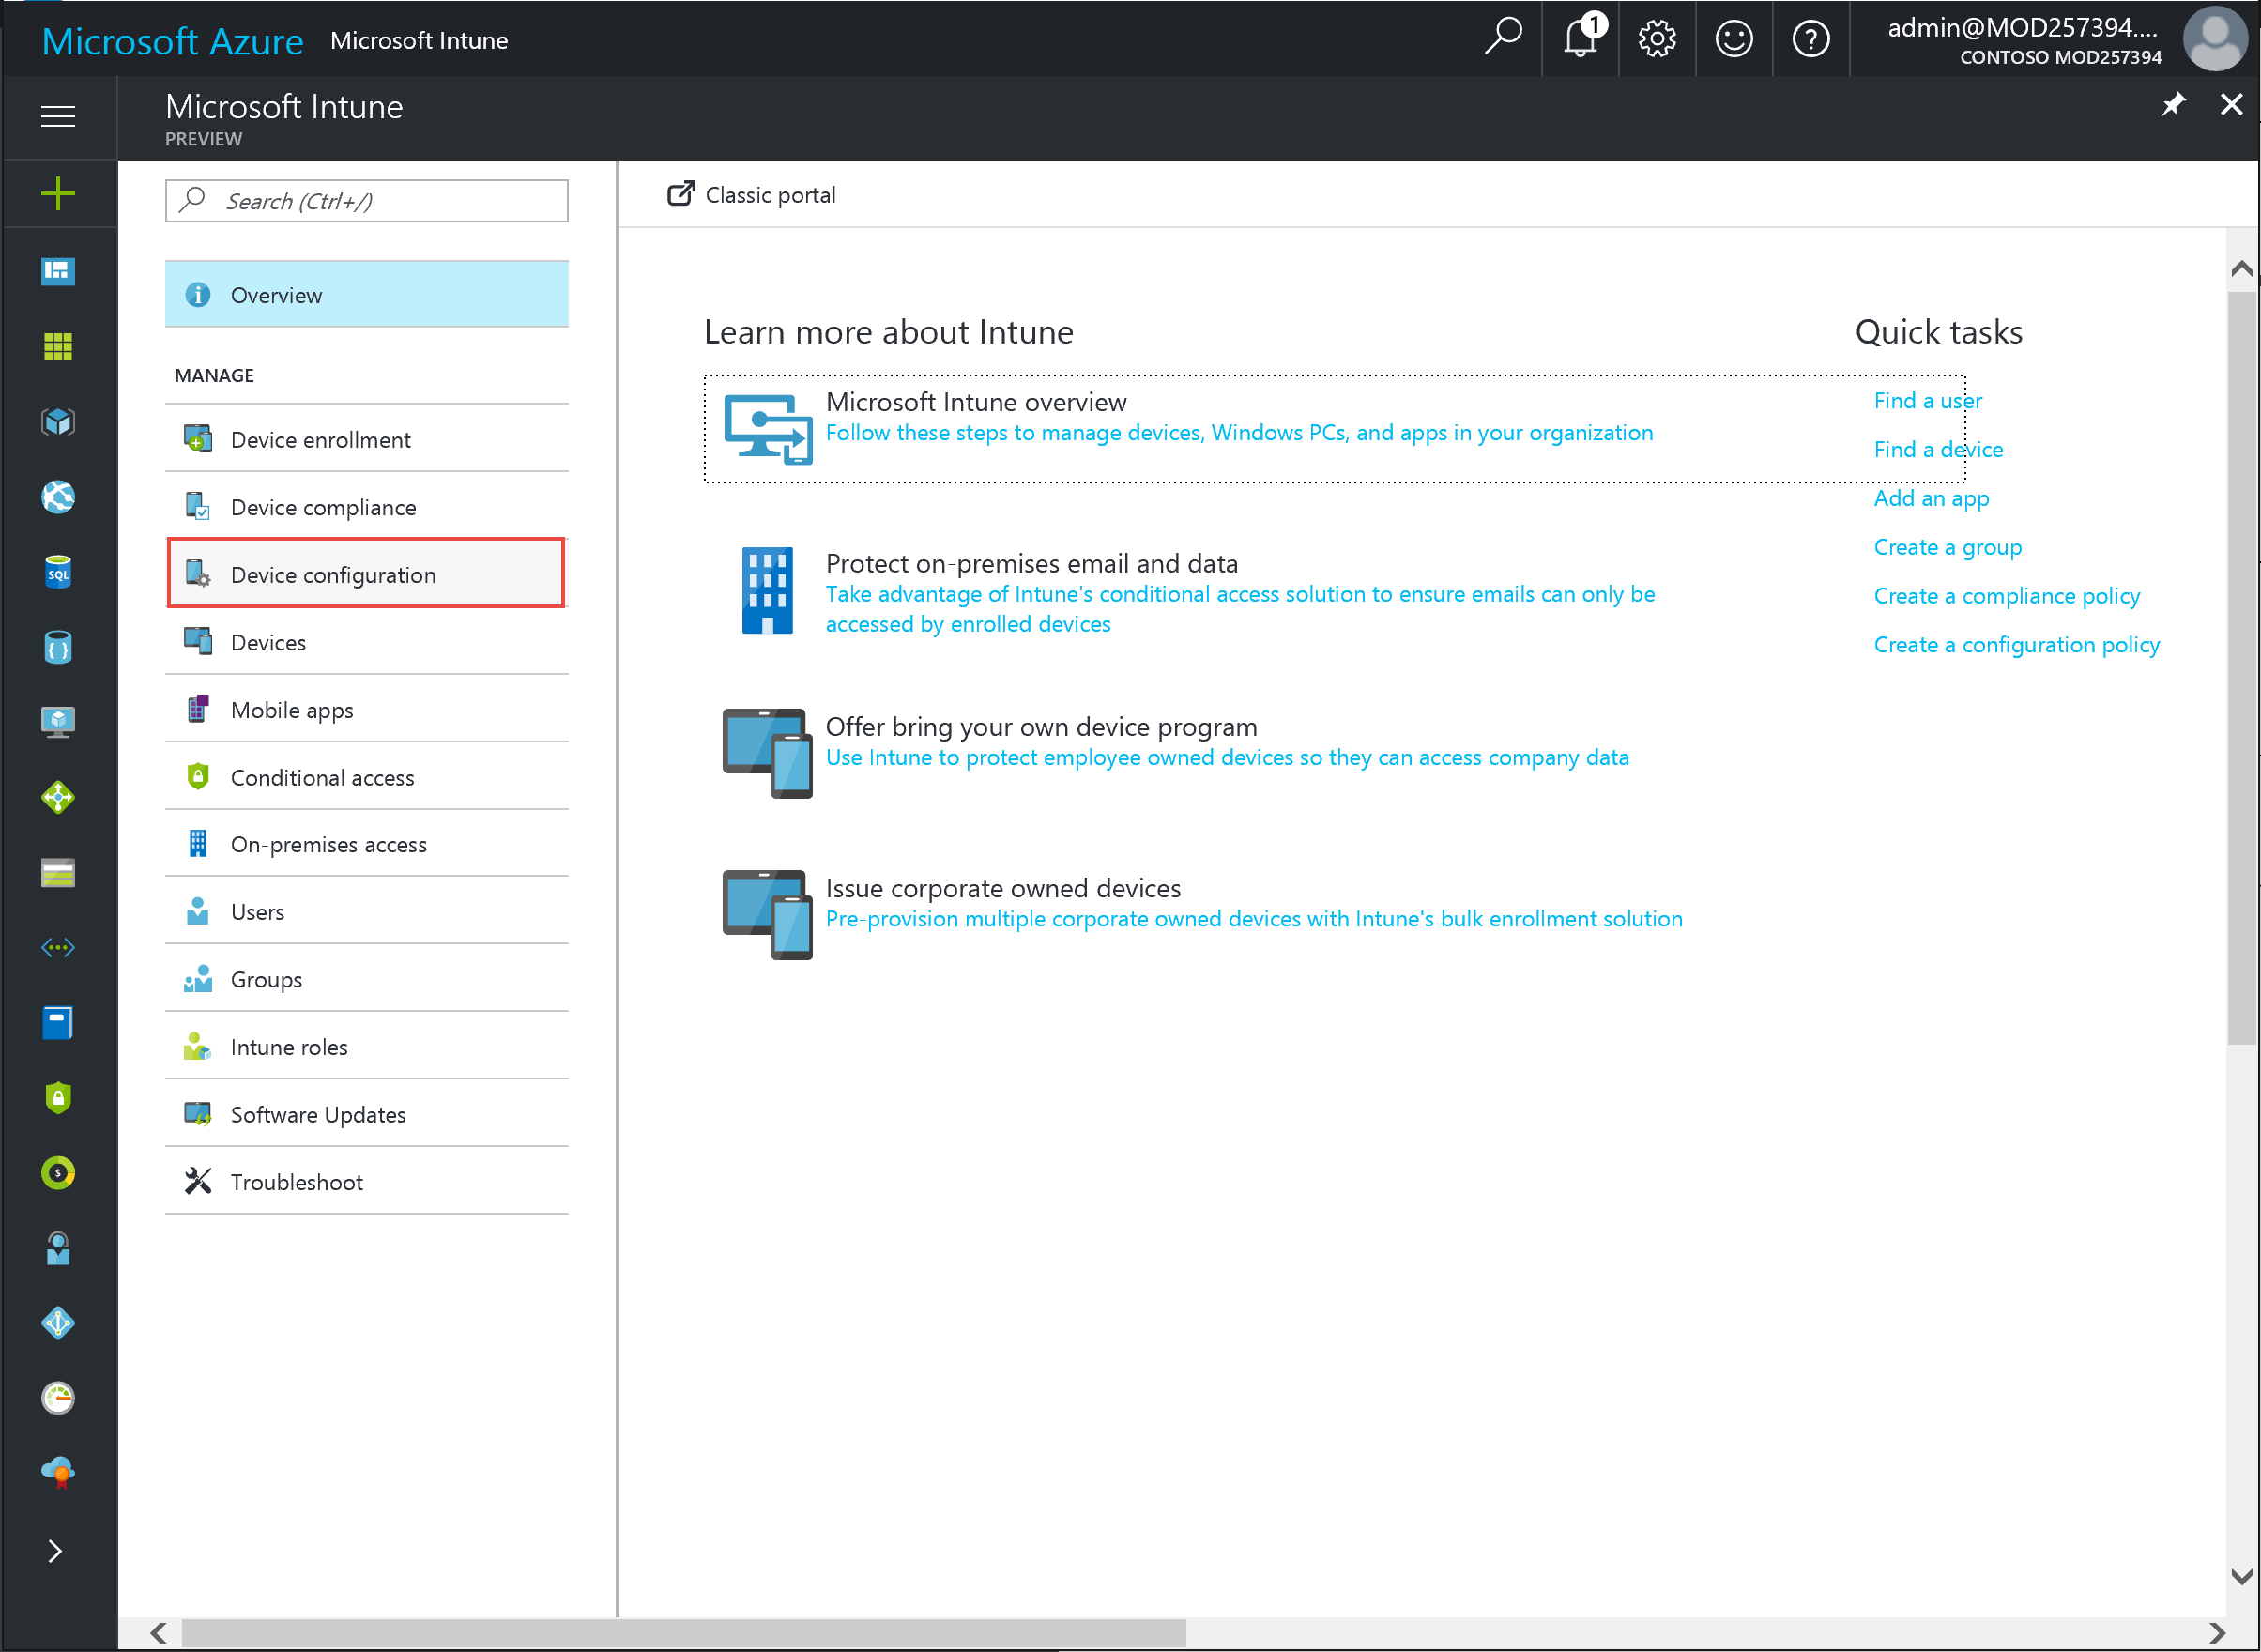 Microsoft Azure Microsoft Intune
1
admin@MOD257394....
CONTOSO MOD257394
Microsoft Intune
PREVIEW
Search (Ctrl+/)
Overview
MANAGE
Device enrollment
Device compliance
Device configuration
Devices
Mobile apps
Conditional access
On-premises access
Users
Groups
Intune roles
Software Updates
Troubleshoot
SQL
Classic portal
Learn more about Intune
Microsoft Intune overview
Follow these steps to manage devices, Windows PCs, and apps in your organization
Protect on-premises email and data
Take advantage of Intune's conditional access solution to ensure emails can only be
accessed by enrolled devices
Offer bring your own device program
Use Intune to protect employee owned devices so they can access company data
Issue corporate owned devices
Pre-provision multiple corporate owned devices with Intune's bulk enrollment solution
Quick tasks
Find a user
Find a device
Add an app
Create a group
Create a compliance policy
Create a configuration policy